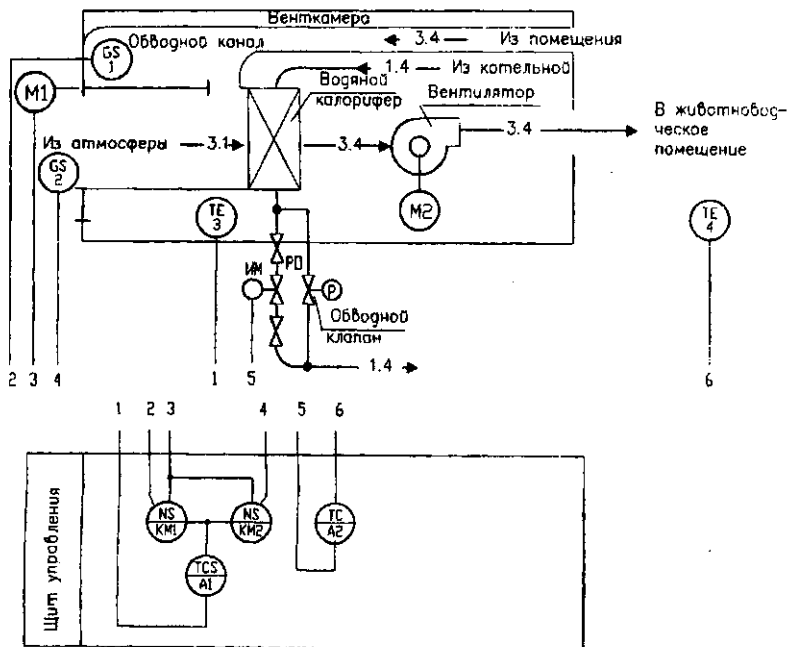 Венткамера
Обводной канал
3.4 Из помещения
GS
1
1.4 Из котельной
М1
Водяной
калорифер
Вентилятор
Из атмосферы 3.1
3.4
3.4
В животновод-
ческое
помещение
GS
2
TE
3
М2
TE
4
ИМ
РО
Р
Обводной
клапан
1.4
2 3 4 1 5 6
1 2 3 4 5 6
Щит управления
NS
KM1
NS
KM2
TC
A2
TCS
A1